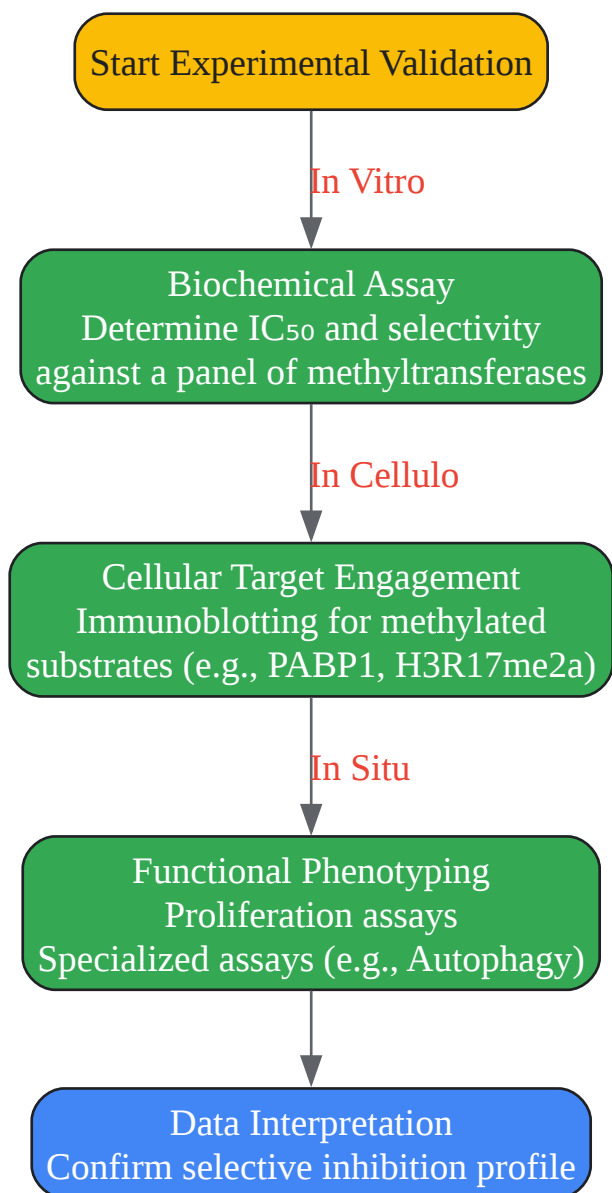 Start Experimental Validation
In Vitro
Biochemical Assay
Determine IC₅₀ and selectivity
against a panel of methyltransferases
In Cellulo
Cellular Target Engagement
Immunoblotting for methylated
substrates (e.g., PABP1, H3R17me2a)
In Situ
Functional Phenotyping
Proliferation assays
Specialized assays (e.g., Autophagy)
Data Interpretation
Confirm selective inhibition profile